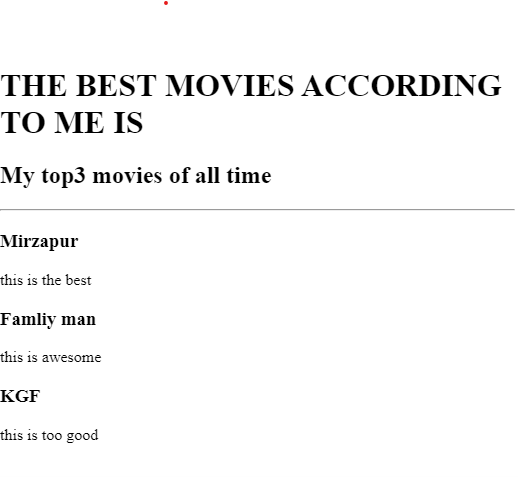 THE BEST MOVIES ACCORDING
TO ME IS
My top3 movies of all time
Mirzapur
this is the best
Famliy man
this is awesome
KGF
this is too good